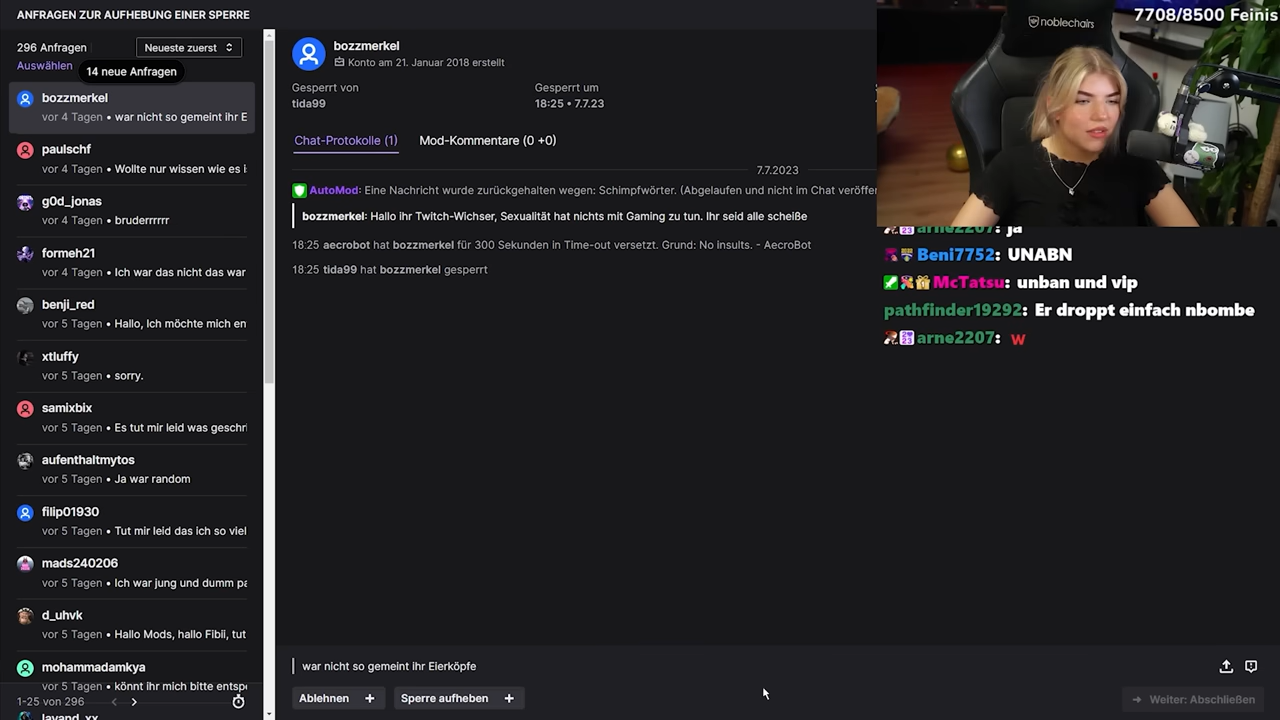 ANFRAGEN ZUR AUFHEBUNG EINER SPERRE
296 Anfragen
Neueste zuerst
Auswählen
14 neue Anfragen
bozzmerkel
vor 4 Tagen • war nicht so gemeint ihr E
paulschf
vor 4 Tagen • Wollte nur wissen wie es i
g0d_jonas
vor 4 Tagen • bruderrrrrr
formeh21
vor 4 Tagen • Ich war das nicht das war
benji_red
vor 5 Tagen • Hallo, Ich möchte mich en
xtluffy
vor 5 Tagen • sorry.
samixbix
vor 5 Tagen • Es tut mir leid was geschr
aufenthaltmytos
vor 5 Tagen • Ja war random
filip01930
vor 5 Tagen • Tut mir leid das ich so viel
mads240206
vor 5 Tagen • Ich war jung und dumm pa
d_uhvk
vor 5 Tagen • Hallo Mods, hallo Fibii, tut
mohammadamkya
vor 5 Tagen • könnt ihr mich bitte entspe
1-25 von 296
layand_xx
bozzmerkel
Konto am 21. Januar 2018 erstellt
Gesperrt von
tida99
Gesperrt um
18:25 • 7.7.23
Chat-Protokolle (1)
Mod-Kommentare (0 +0)
7.7.2023
AutoMod: Eine Nachricht wurde zurückgehalten wegen: Schimpfwörter. (Abgelaufen und nicht im Chat veröffen
bozzmerkel: Hallo ihr Twitch-Wichser, Sexualität hat nichts mit Gaming zu tun. Ihr seid alle scheiße
18:25 aecrobot hat bozzmerkel für 300 Sekunden in Time-out versetzt. Grund: No insults. - AecroBot
18:25 tida99 hat bozzmerkel gesperrt
war nicht so gemeint ihr Eierköpfe
Ablehnen +
Sperre aufheben +
Weiter: Abschließen
7708/8500 Feinis
noblechairs
arne2207: ja
Beni7752: UNABN
McTatsu: unban und vip
pathfinder19292: Er droppt einfach nbombe
arne2207: W